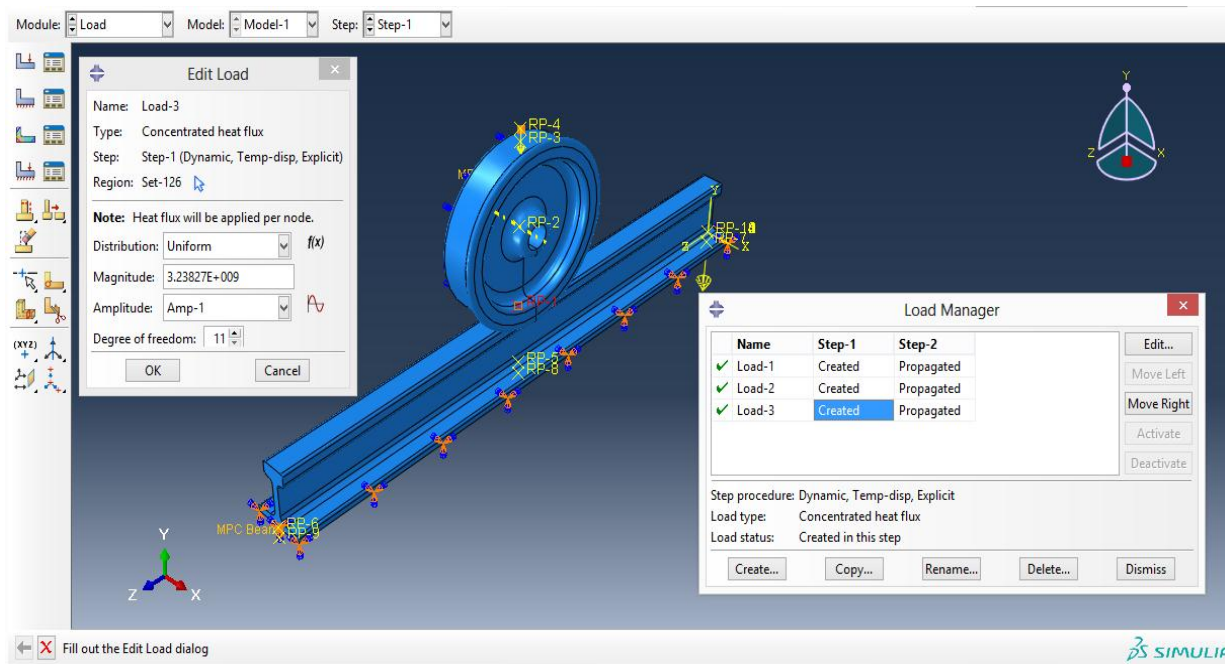 Module: Load Model: Model-1 Step: Step-1
Edit Load
Name: Load-3
Type: Concentrated heat flux
Step: Step-1 (Dynamic, Temp-disp, Explicit)
Region: Set-126
Note: Heat flux will be applied per node.
Distribution: Uniform f(x)
Magnitude: 3.23827E+009
Amplitude: Amp-1
Degree of freedom: 11
OK Cancel
(XYZ)
RP-4
RP-3
RP-2
RP-1
RP-5
RP-8
RP-7
Y
Z
X
MPC Beam
RP-6
RP-9
Y
Z
X
Y
Z
X
Load Manager
Name Step-1 Step-2
Load-1 Created Propagated
Load-2 Created Propagated
Load-3 Created Propagated
Edit...
Move Left
Move Right
Activate
Deactivate
Step procedure: Dynamic, Temp-disp, Explicit
Load type: Concentrated heat flux
Load status: Created in this step
Create... Copy... Rename... Delete... Dismiss
Fill out the Edit Load dialog